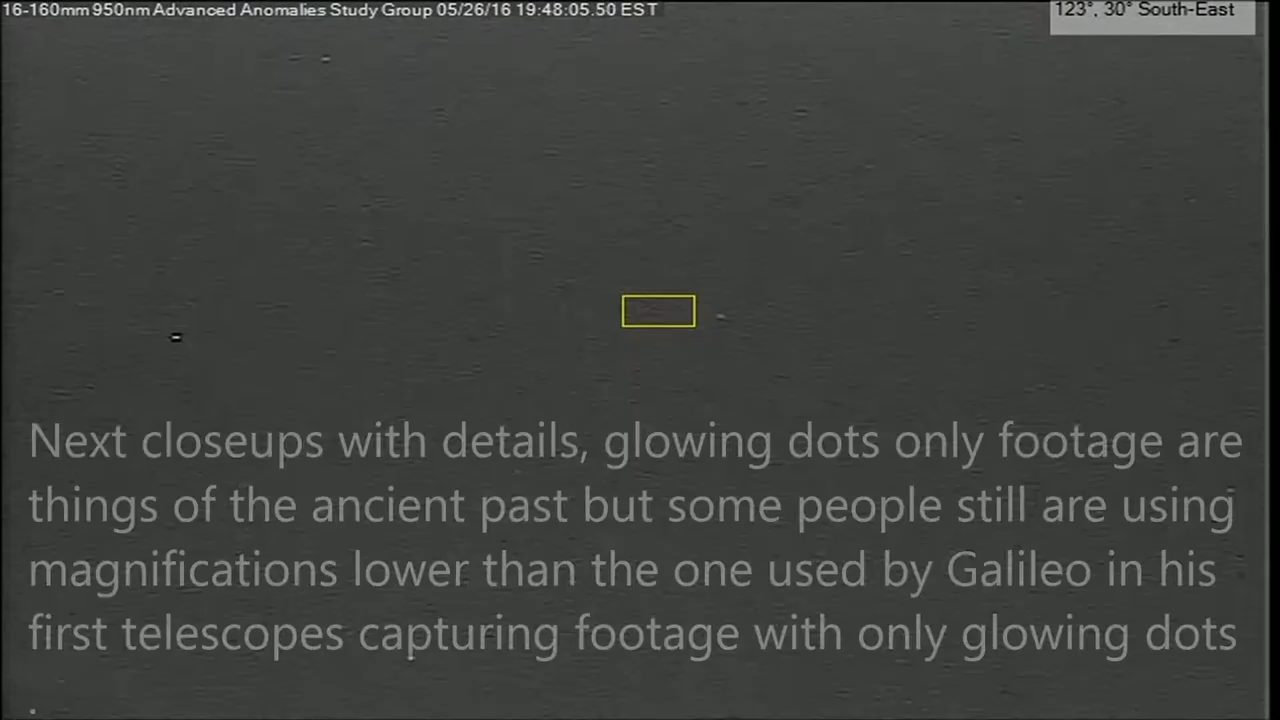 16-160mm 950nm Advanced Anomalies Study Group 05/26/16 19:48:05.50 EST
123°, 30° South-East
Next closeups with details, glowing dots only footage are
things of the ancient past but some people still are using
magnifications lower than the one used by Galileo in his
first telescopes capturing footage with only glowing dots